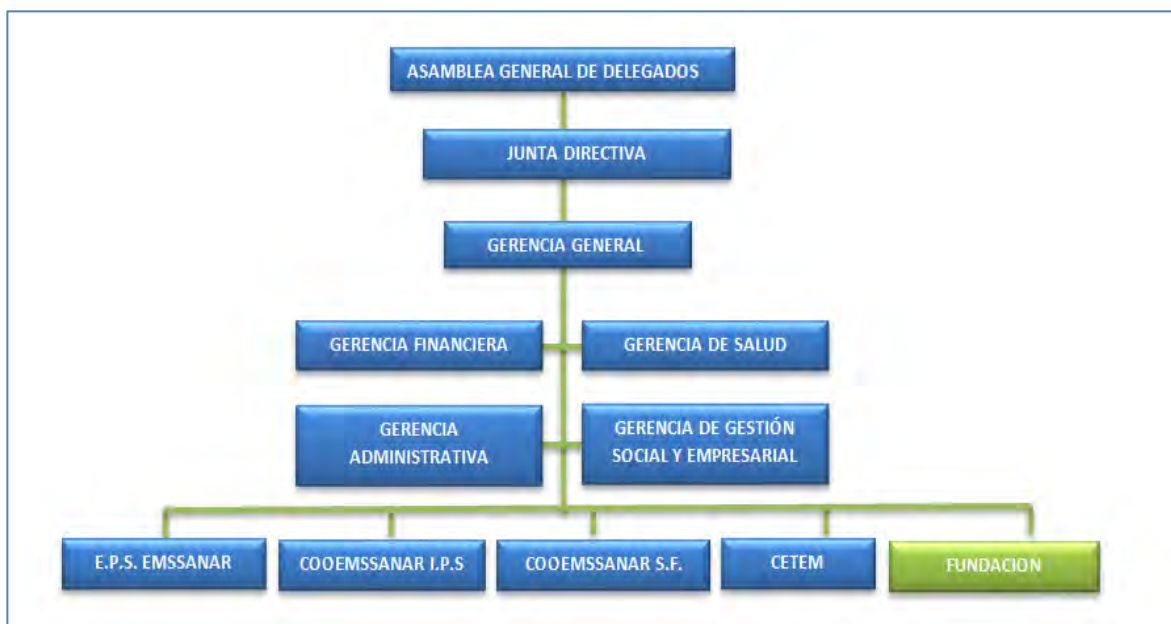 ASAMBLEA GENERAL DE DELEGADOS
JUNTA DIRECTIVA
GERENCIA GENERAL
GERENCIA FINANCIERA
GERENCIA DE SALUD
GERENCIA
ADMINISTRATIVA
GERENCIA DE GESTIÓN
SOCIAL Y EMPRESARIAL
E.P.S. EMSSANAR
COOEMSSANAR I.P.S
COOEMSSANAR S.F.
CETEM
FUNDACION